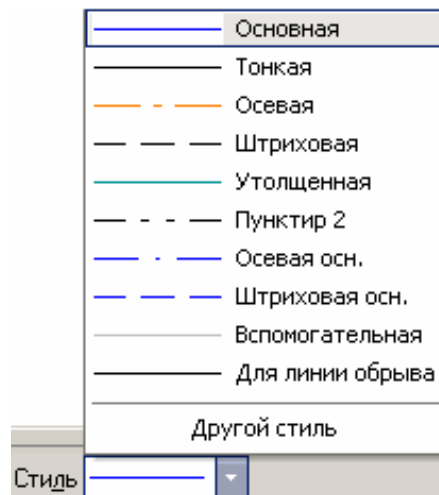 Основная
Тонкая
Осевая
Штриховая
Утолщенная
Пунктир 2
Осевая осн.
Штриховая осн.
Вспомогательная
Для линии обрыва
Другой стиль
Стиль